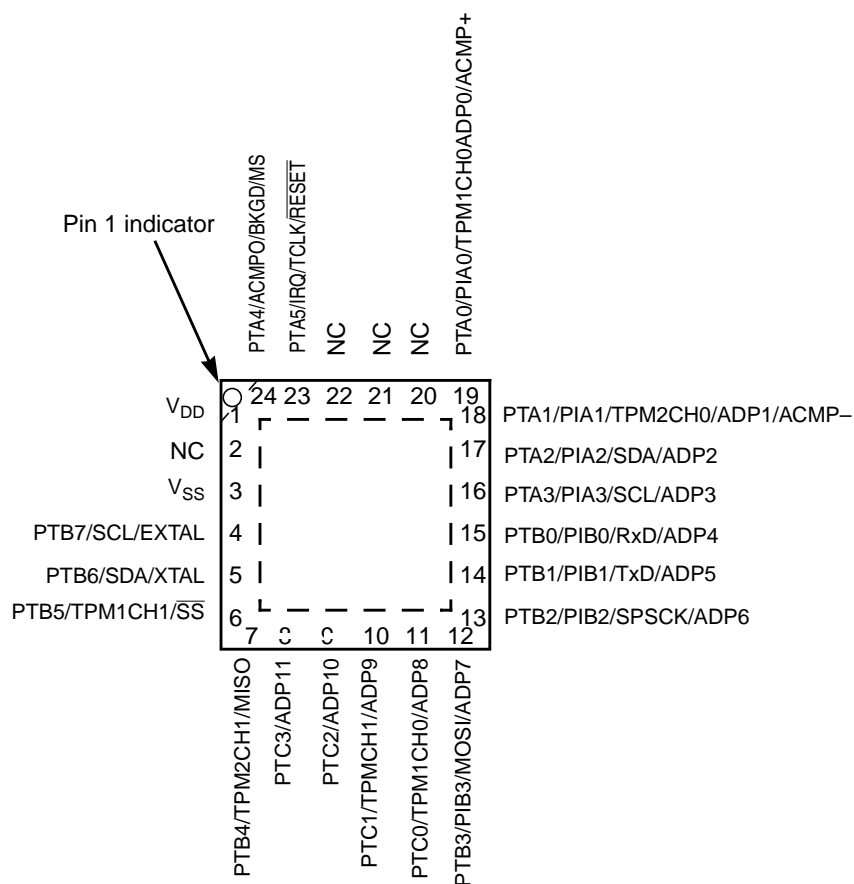 PTA4/ACMPO/BKGD/MS
PTA5/IRQ/TCLK/RESET
NC
NC
NC
PTA0/PIA0/TPM1CH0ADP0/ACMP+
Pin 1 indicator
24
23
22
21
20
19
VDD
1
NC
2
VSS
3
PTB7/SCL/EXTAL
4
PTB6/SDA/XTAL
5
PTB5/TPM1CH1/SS
6
18
PTA1/PIA1/TPM2CH0/ADP1/ACMP–
17
PTA2/PIA2/SDA/ADP2
16
PTA3/PIA3/SCL/ADP3
15
PTB0/PIB0/RxD/ADP4
14
PTB1/PIB1/TxD/ADP5
13
PTB2/PIB2/SPSCK/ADP6
7
10
11
12
PTB4/TPM2CH1/MISO
PTC3/ADP11
PTC2/ADP10
PTC1/TPMCH1/ADP9
PTC0/TPM1CH0/ADP8
PTB3/PIB3/MOSI/ADP7